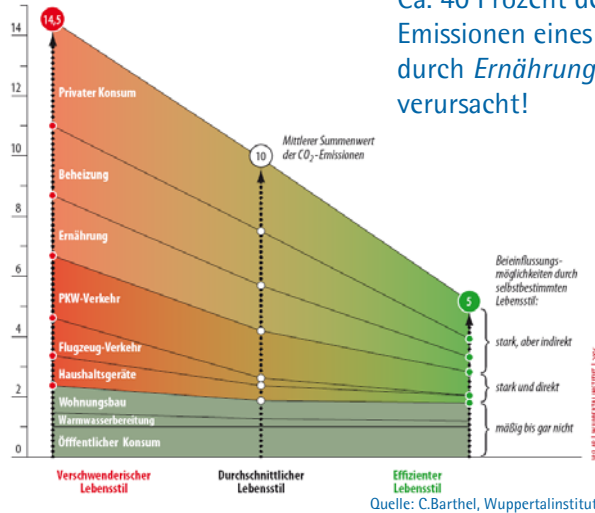 Ca. 40 Prozent de
Emissionen eines
durch Ernährung
verursacht!
14
12
10
8
6
4
2
0
14,5
10
5
Mittlerer Summenwert
der CO₂-Emissionen
Privater Konsum
Beheizung
Ernährung
PKW-Verkehr
Flugzeug-Verkehr
Haushaltsgeräte
Wohnungsbau
Warmwasserbereitung
Öfffentlicher Konsum
Beieinflussungs-
möglichkeiten durch
selbstbestimmten
Lebensstil:
stark, aber indirekt
stark und direkt
mäßig bis gar nicht
Verschwenderischer
Lebensstil
Durchschnittlicher
Lebensstil
Effizienter
Lebensstil
Quelle: C.Barthel, Wuppertalinstitut